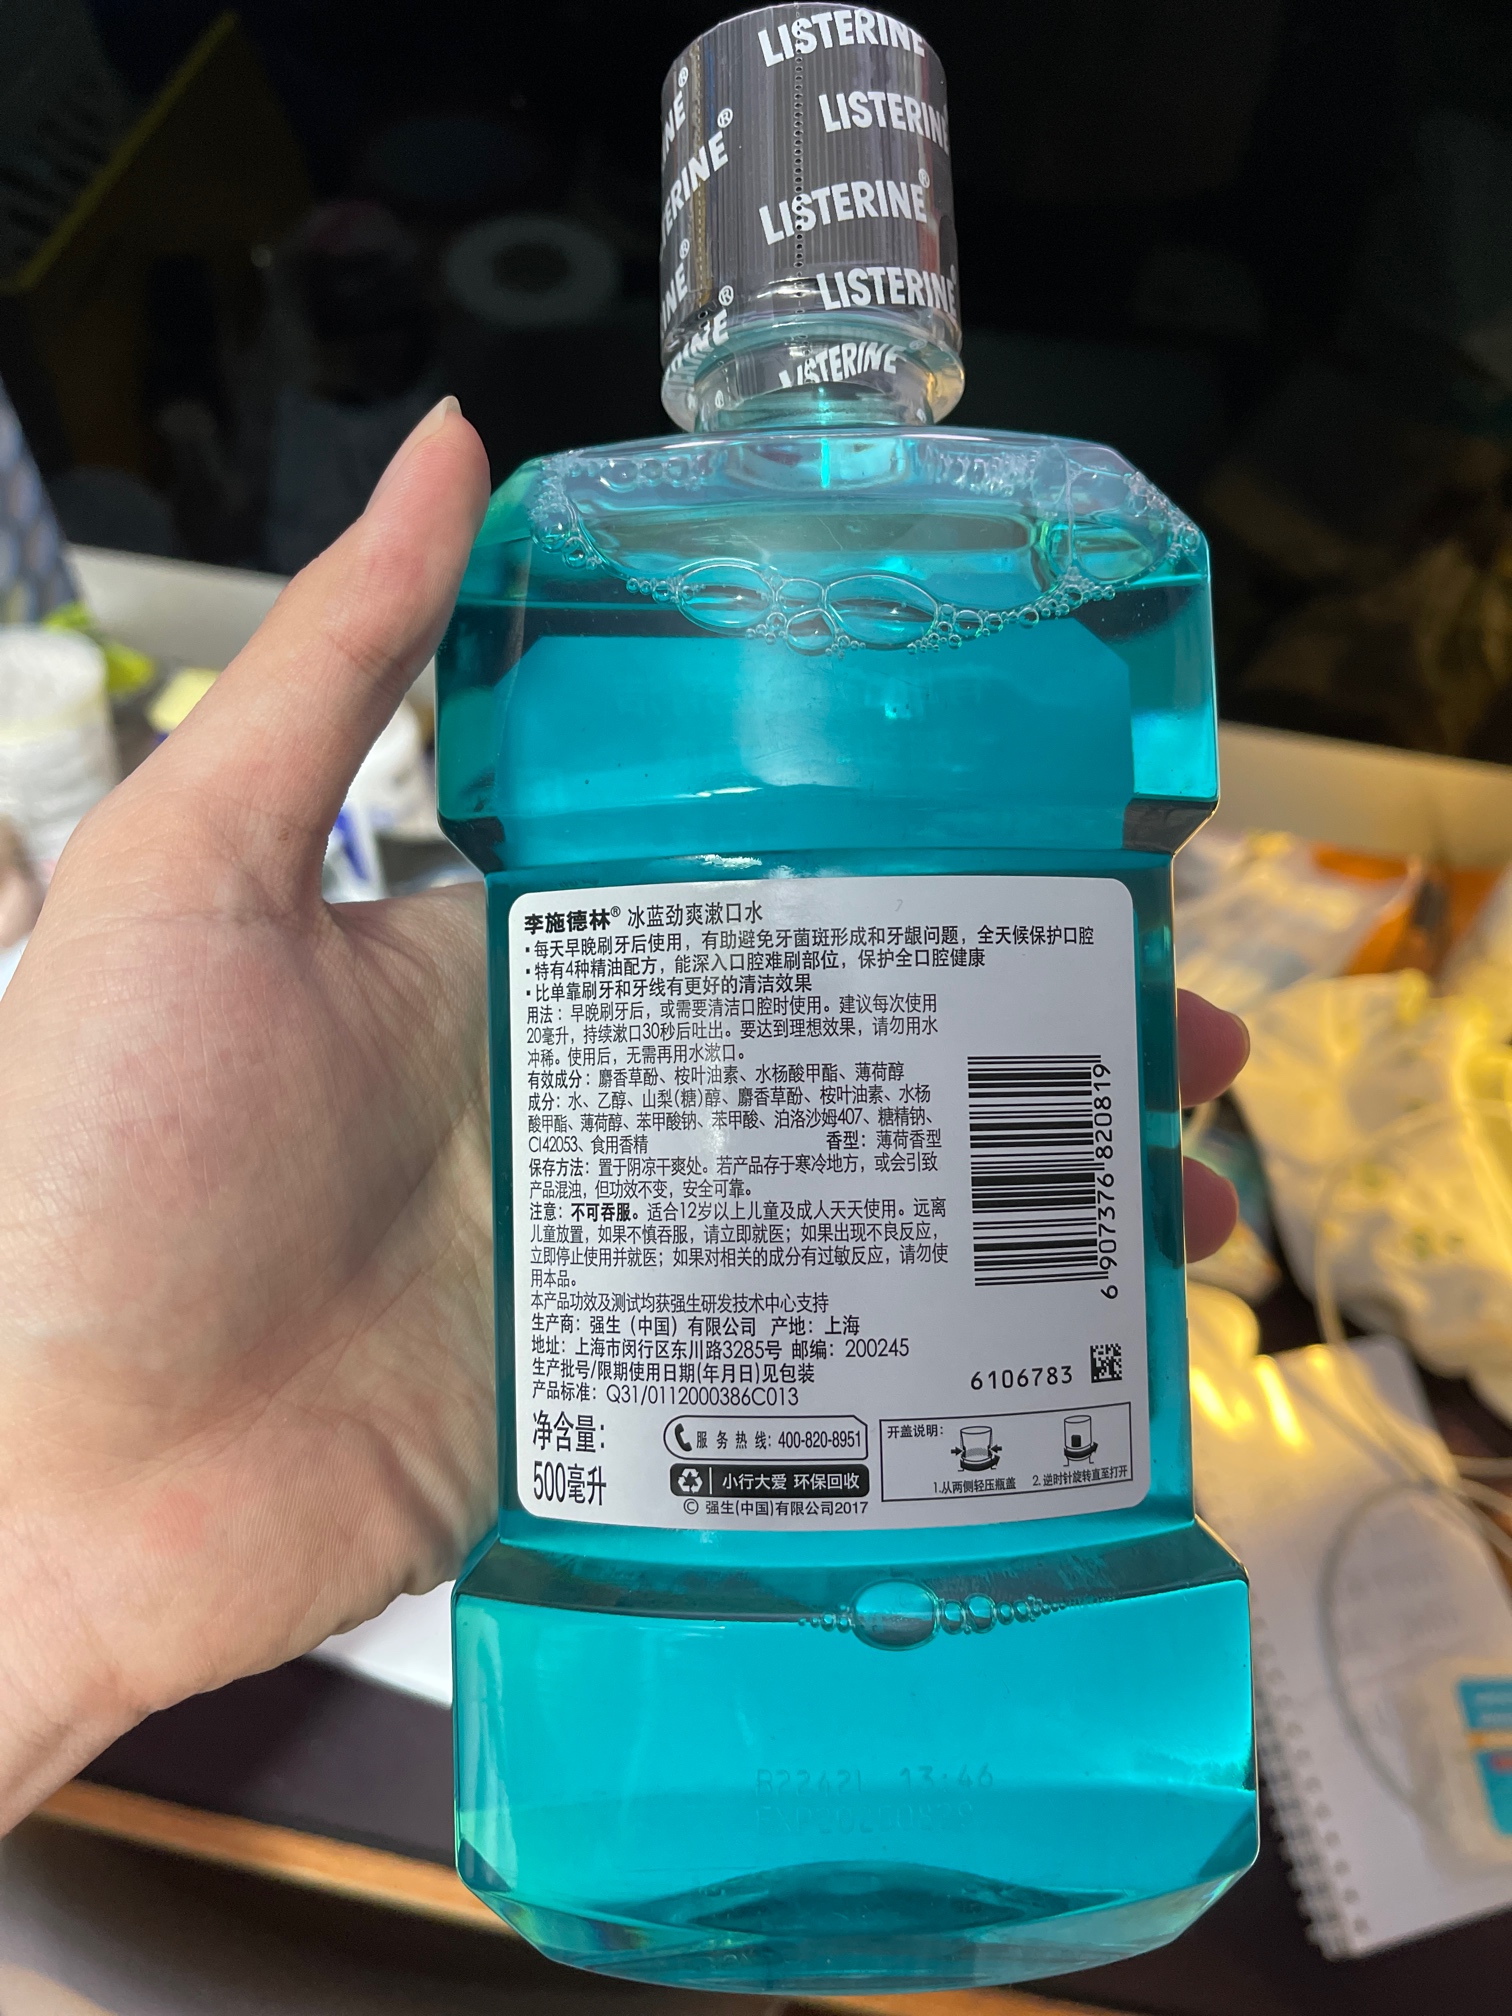 LISTERINE
LISTERINE
LISTERINE®
LISTERINE
LISTERINE
李施德林® 冰蓝劲爽漱口水
▪每天早晚刷牙后使用，有助避免牙菌斑形成和牙龈问题，全天候保护口腔
▪特有4种精油配方，能深入口腔难刷部位，保护全口腔健康
▪比单靠刷牙和牙线有更好的清洁效果
用法：早晚刷牙后，或需要清洁口腔时使用。建议每次使用
20毫升，持续漱口30秒后吐出。要达到理想效果，请勿用水
冲稀。使用后，无需再用水漱口。
有效成分：麝香草酚、桉叶油素、水杨酸甲酯、薄荷醇
成分：水、乙醇、山梨(糖)醇、麝香草酚、桉叶油素、水杨
酸甲酯、薄荷醇、苯甲酸钠、苯甲酸、泊洛沙姆407、糖精钠、
CI42053、食用香精 香型：薄荷香型
保存方法：置于阴凉干爽处。若产品存于寒冷地方，或会引致
产品混浊，但功效不变，安全可靠。
注意：不可吞服。适合12岁以上儿童及成人天天使用。远离
儿童放置，如果不慎吞服，请立即就医；如果出现不良反应，
立即停止使用并就医；如果对相关的成分有过敏反应，请勿使
用本品。
本产品功效及测试均获强生研发技术中心支持
生产商：强生（中国）有限公司 产地：上海
地址：上海市闵行区东川路3285号 邮编：200245
生产批号/限期使用日期(年月日)见包装
产品标准：Q31/0112000386C013
6 907376 820819
6106783
净含量：
500毫升
服务热线：400-820-8951
小行大爱 环保回收
© 强生(中国)有限公司2017
开盖说明：
1.从两侧轻压瓶盖
2.逆时针旋转直至打开
13:46